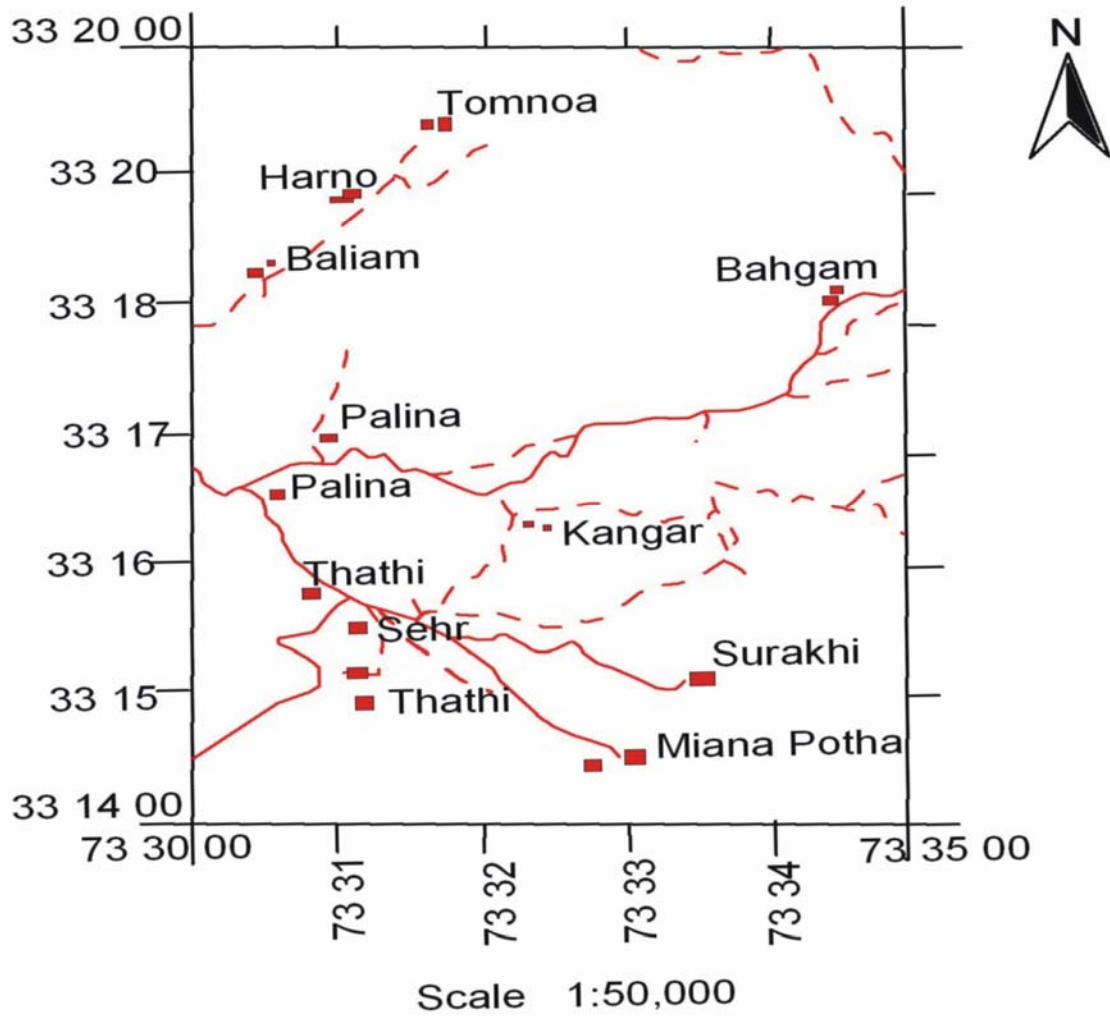 33 20 00
N
Tomnoa
33 20
Harno
Baliam
Bahgam
33 18
Palina
33 17
Palina
Kangar
33 16
Thathi
Sehr
Surakhi
33 15
Thathi
Miana Potha
33 14 00
73 30 00
73 35 00
73 31
73 32
73 33
73 34
Scale 1:50,000